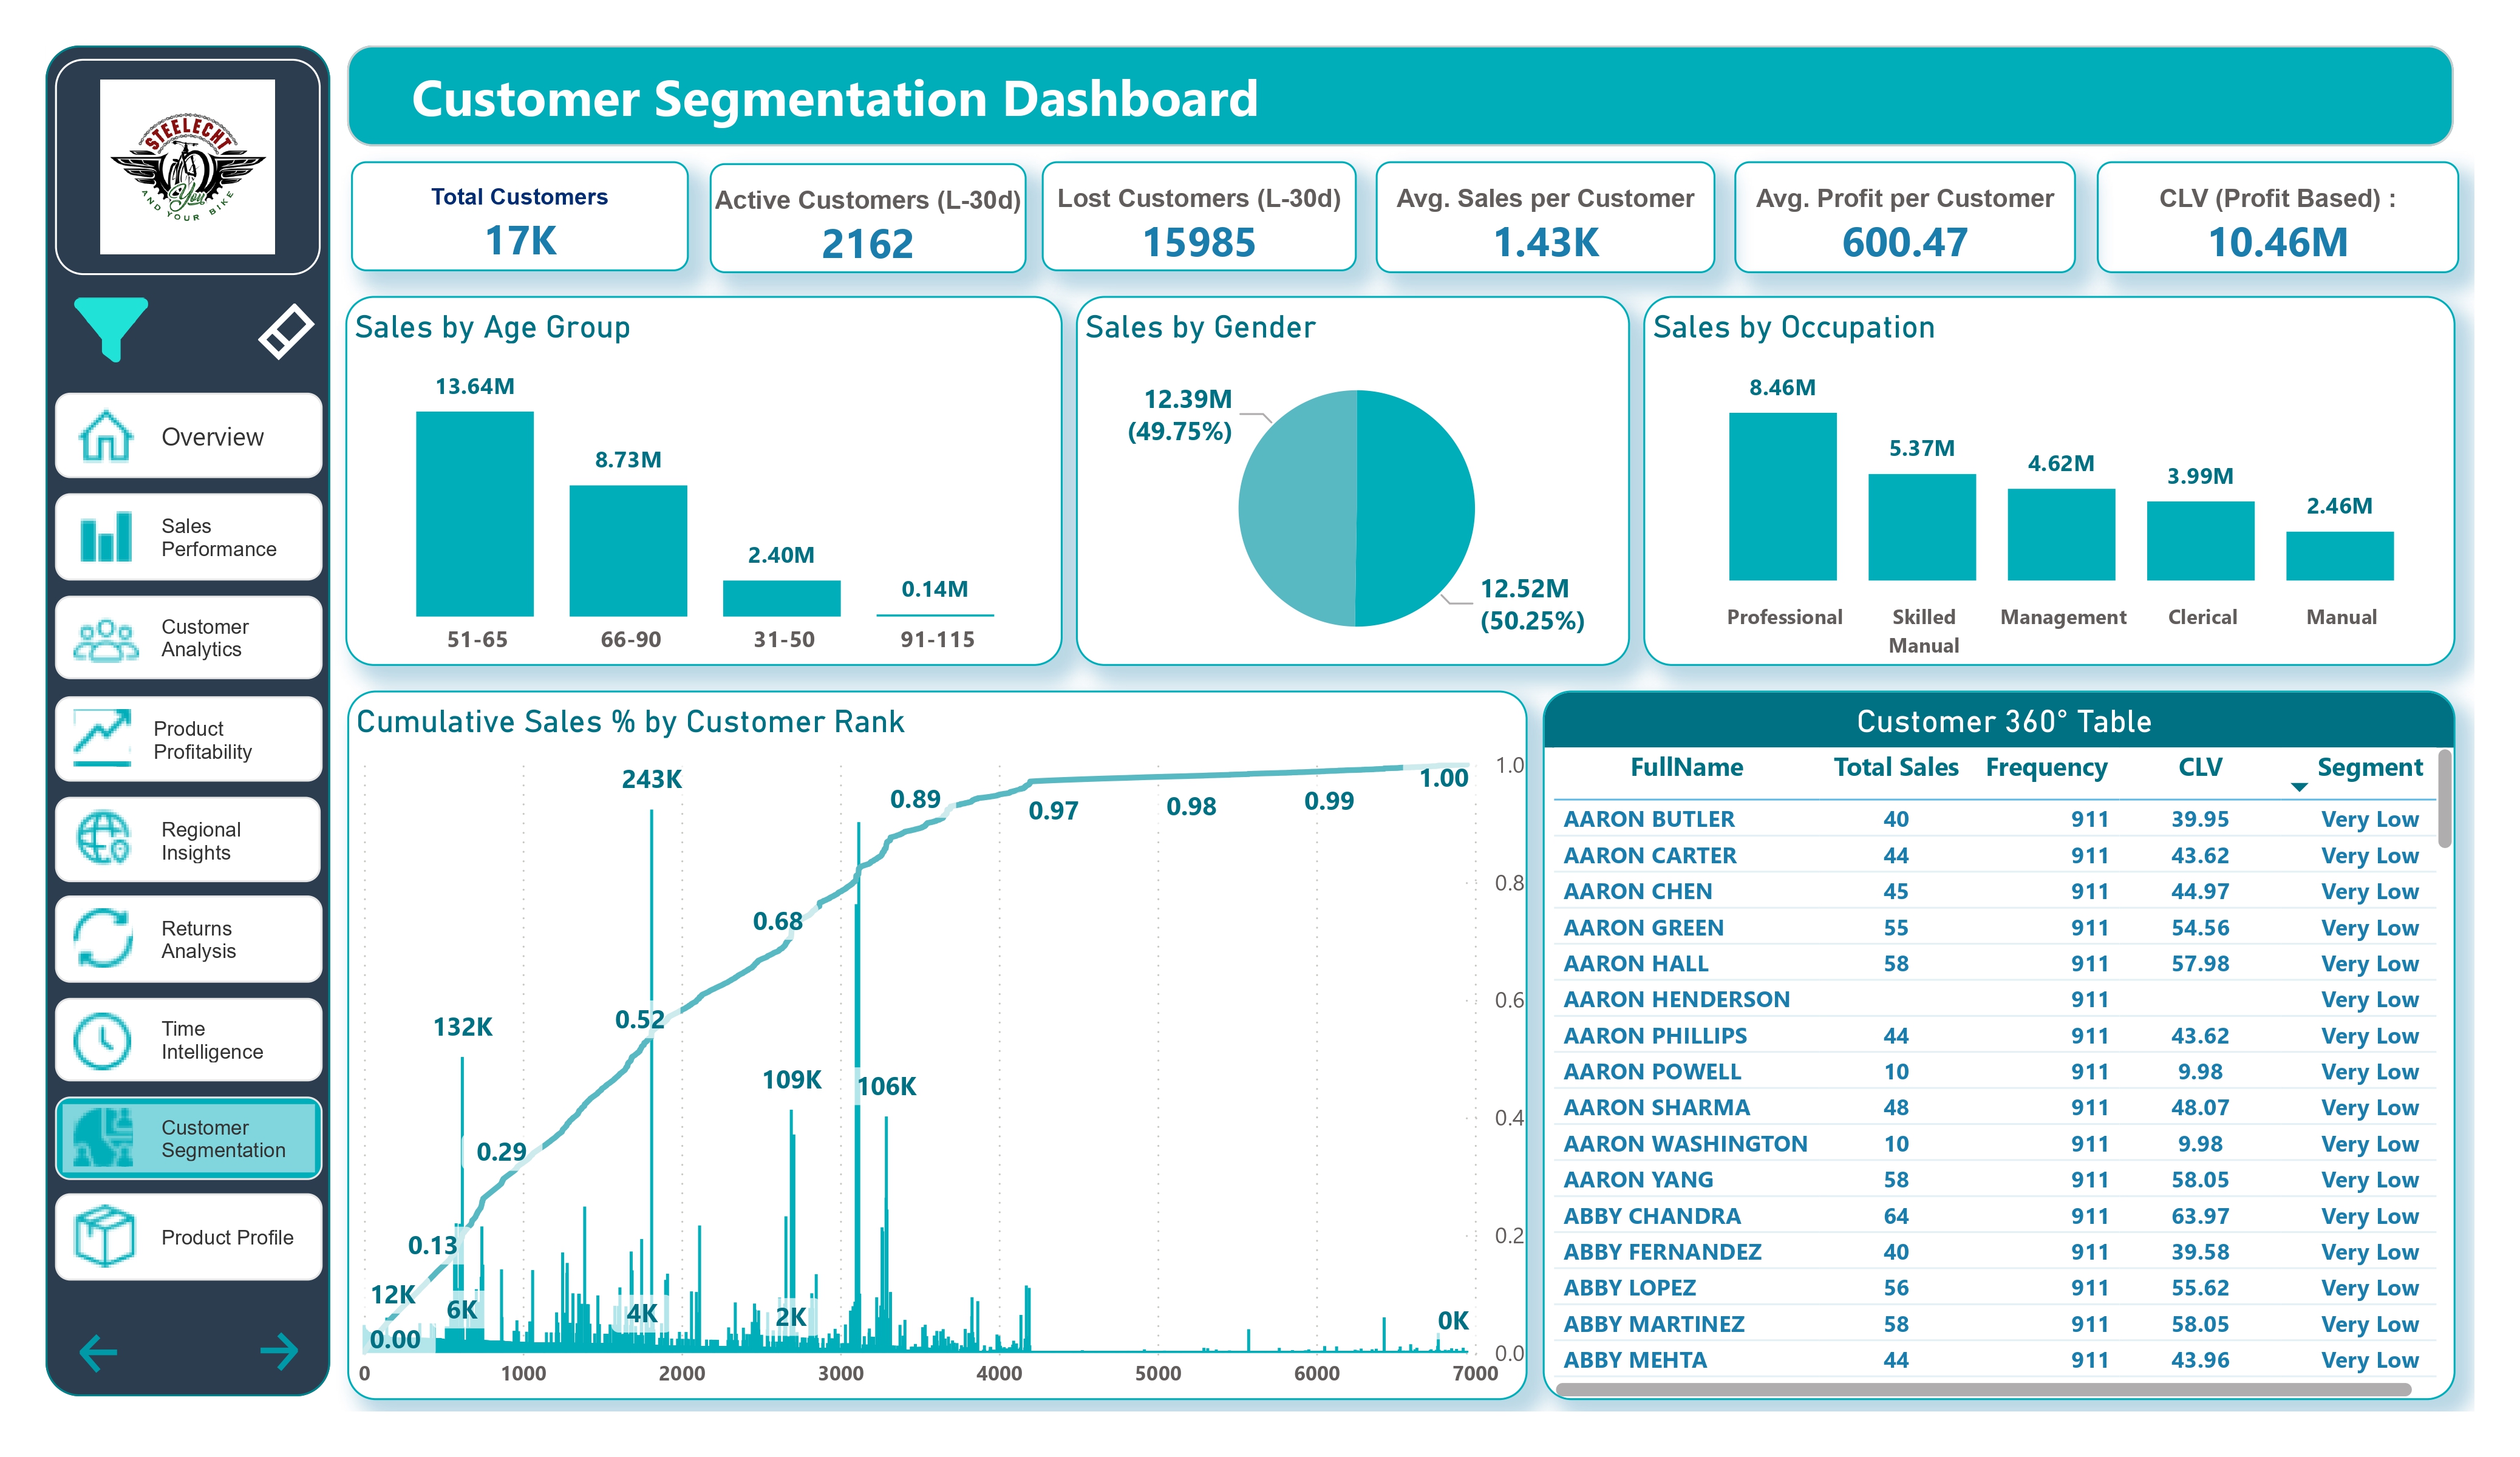 STEELECHT
You
AND YOUR BIKE
Overview
Sales
Performance
Customer
Analytics
Product
Profitability
Regional
Insights
Returns
Analysis
Time
Intelligence
Customer
Segmentation
Product Profile
Customer Segmentation Dashboard
Total Customers
17K
Active Customers (L-30d)
2162
Lost Customers (L-30d)
15985
Avg. Sales per Customer
1.43K
Avg. Profit per Customer
600.47
CLV (Profit Based) :
10.46M
Sales by Age Group
13.64M
8.73M
2.40M
0.14M
51-65 66-90 31-50 91-115
Sales by Gender
12.39M
(49.75%)
12.52M
(50.25%)
Sales by Occupation
8.46M
5.37M
4.62M
3.99M
2.46M
Professional Skilled Management Clerical Manual
Manual
Cumulative Sales % by Customer Rank
1.0
243K
1.00
0.89
0.97
0.98
0.99
0.8
0.68
0.6
0.52
132K
109K
106K
0.4
0.29
0.2
0.13
12K
6K
4K
2K
0K
0.00
0.0
0 1000 2000 3000 4000 5000 6000 7000
Customer 360° Table
FullName Total Sales Frequency CLV Segment
AARON BUTLER 40 911 39.95 Very Low
AARON CARTER 44 911 43.62 Very Low
AARON CHEN 45 911 44.97 Very Low
AARON GREEN 55 911 54.56 Very Low
AARON HALL 58 911 57.98 Very Low
AARON HENDERSON 911 Very Low
AARON PHILLIPS 44 911 43.62 Very Low
AARON POWELL 10 911 9.98 Very Low
AARON SHARMA 48 911 48.07 Very Low
AARON WASHINGTON 10 911 9.98 Very Low
AARON YANG 58 911 58.05 Very Low
ABBY CHANDRA 64 911 63.97 Very Low
ABBY FERNANDEZ 40 911 39.58 Very Low
ABBY LOPEZ 56 911 55.62 Very Low
ABBY MARTINEZ 58 911 58.05 Very Low
ABBY MEHTA 44 911 43.96 Very Low